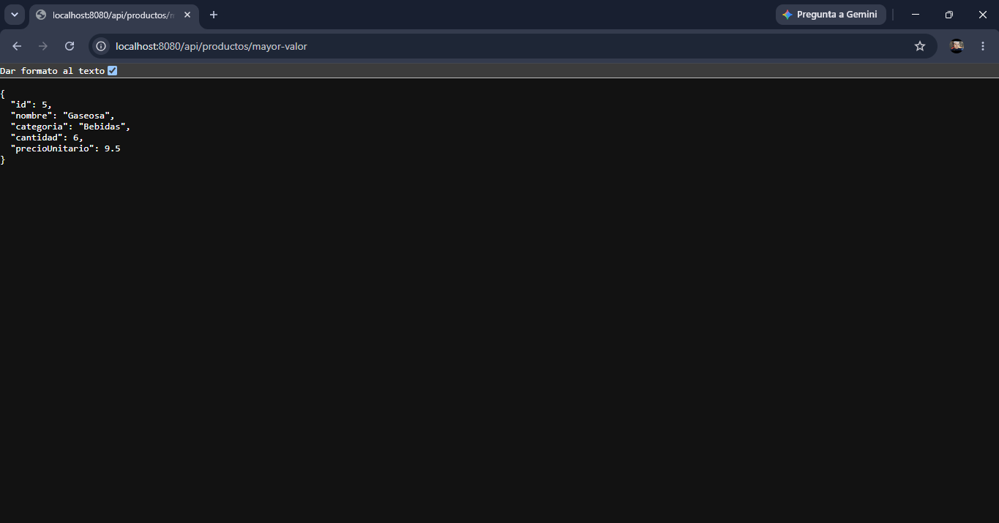 localhost:8080/api/productos/m
Pregunta a Gemini
localhost:8080/api/productos/mayor-valor
Dar formato al texto
{
  "id": 5,
  "nombre": "Gaseosa",
  "categoria": "Bebidas",
  "cantidad": 6,
  "precioUnitario": 9.5
}